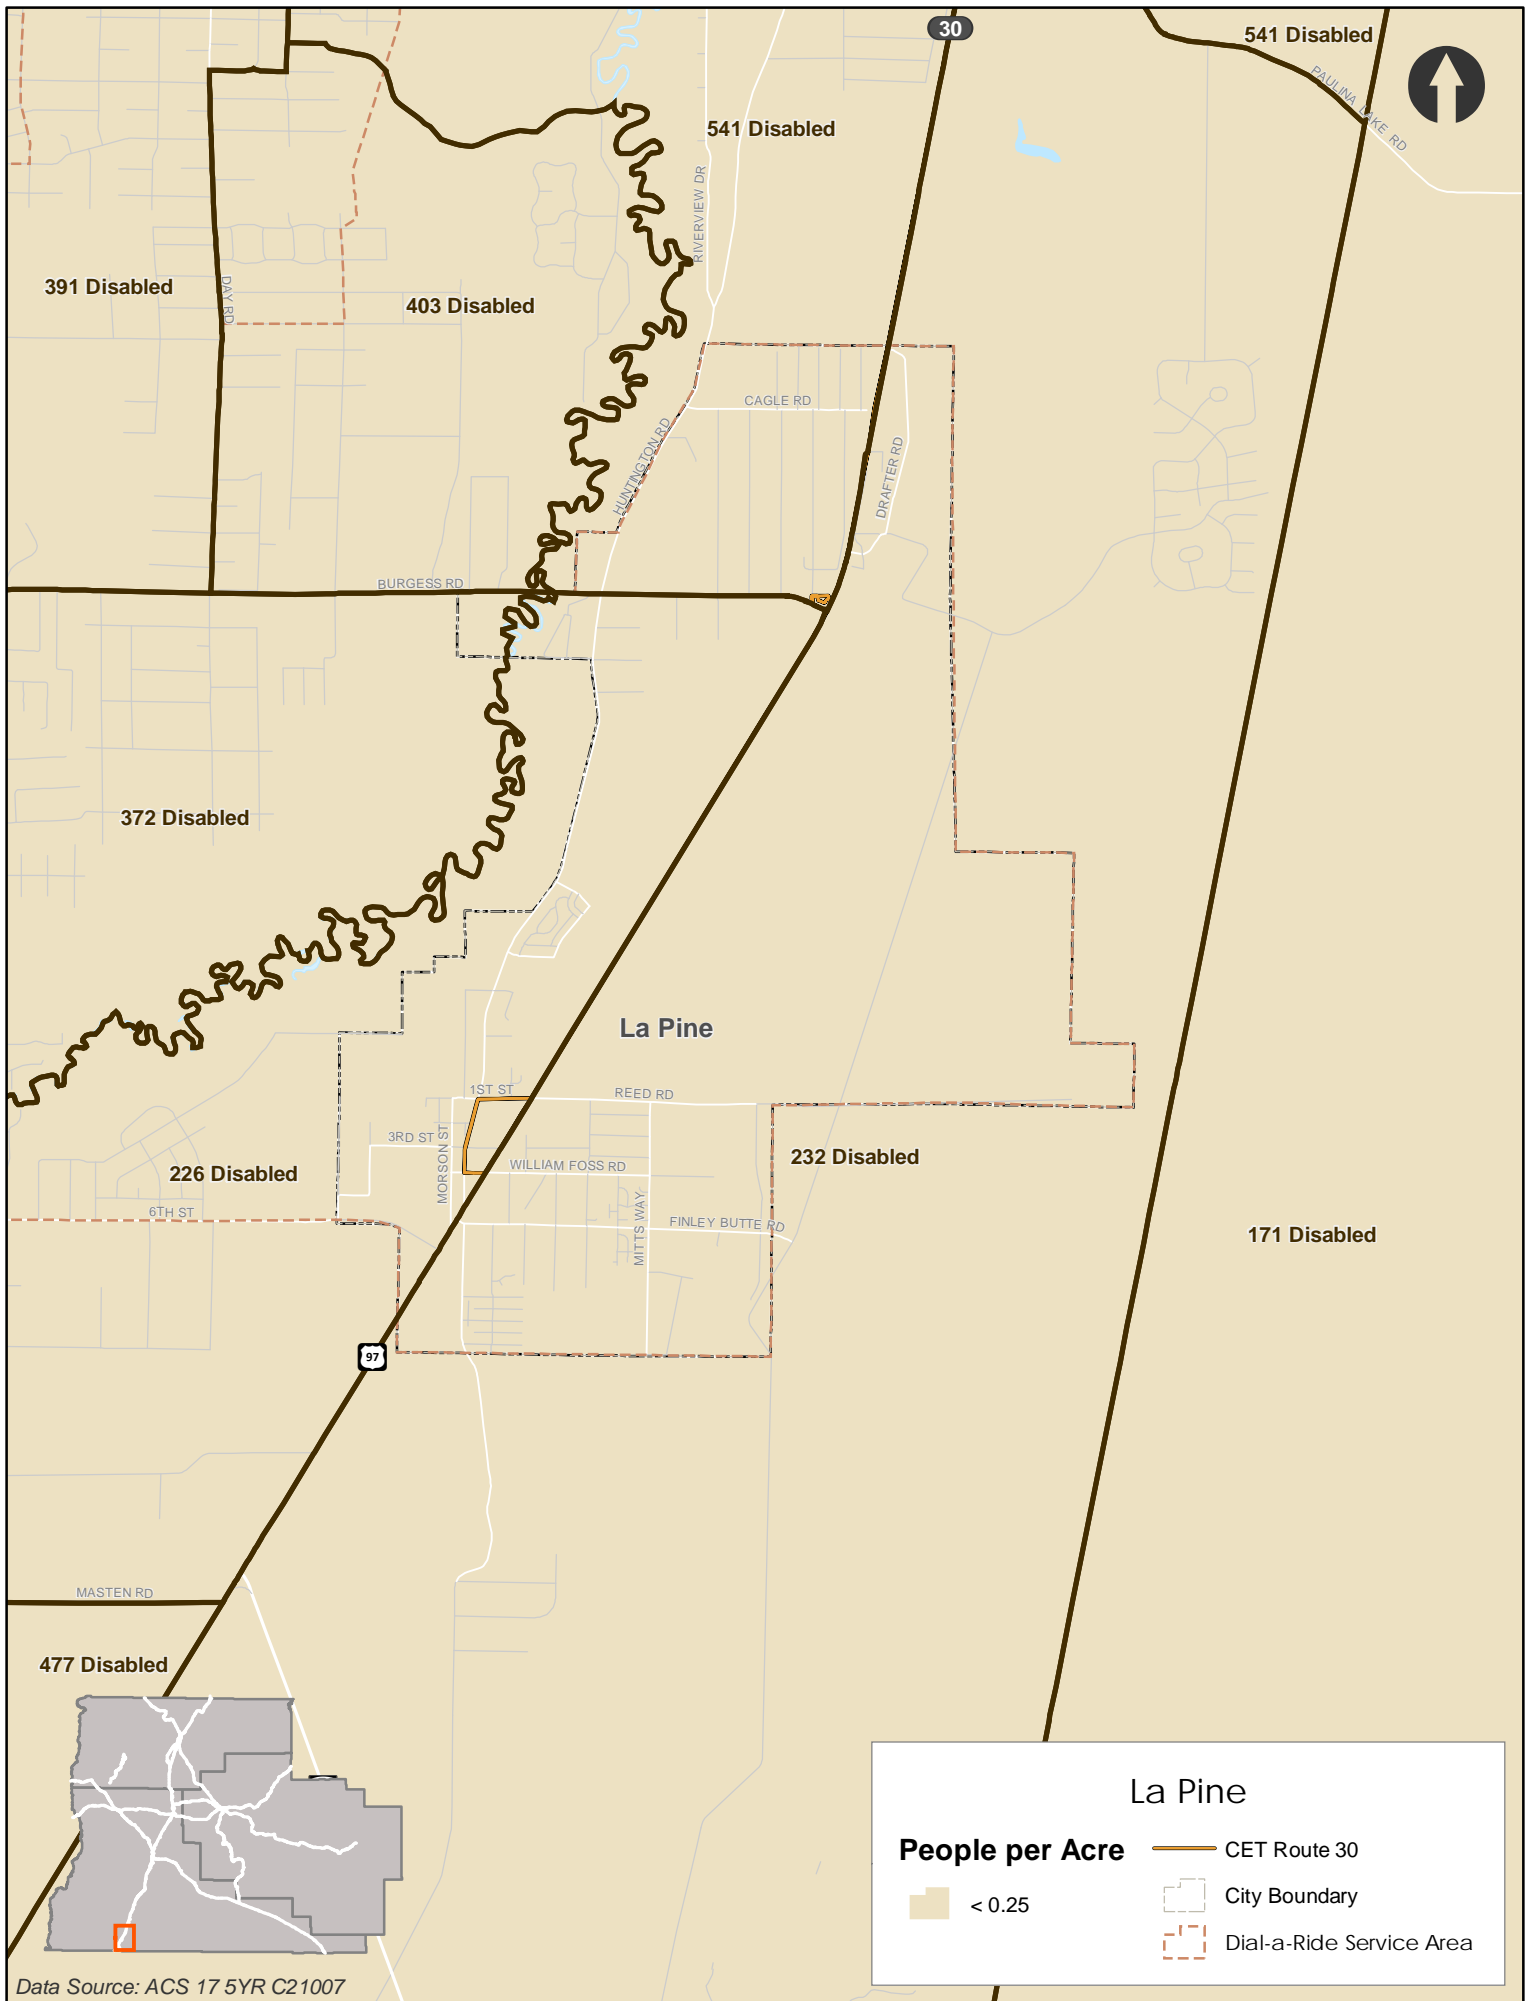 30
541 Disabled
PAULINA LAKE RD
541 Disabled
RIVERVIEW DR
391 Disabled
DAY RD
403 Disabled
CAGLE RD
HUNTINGTON RD
DRAFTER RD
BURGESS RD
372 Disabled
La Pine
1ST ST
REED RD
3RD ST
MORSON ST
WILLIAM FOSS RD
232 Disabled
226 Disabled
6TH ST
MITTS WAY
FINLEY BUTTE RD
171 Disabled
97
MASTEN RD
477 Disabled
La Pine
People per Acre
< 0.25
CET Route 30
City Boundary
Dial-a-Ride Service Area
Data Source: ACS 17 5YR C21007